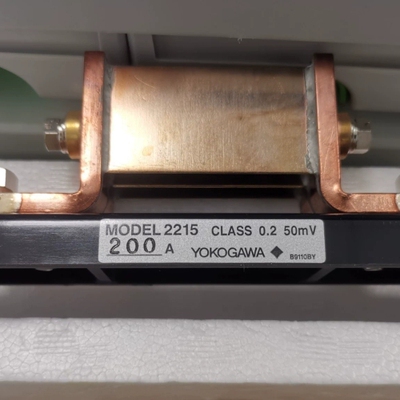 MODEL 2215 CLASS 0.2 50mV
200 A YOKOGAWA B9110BY